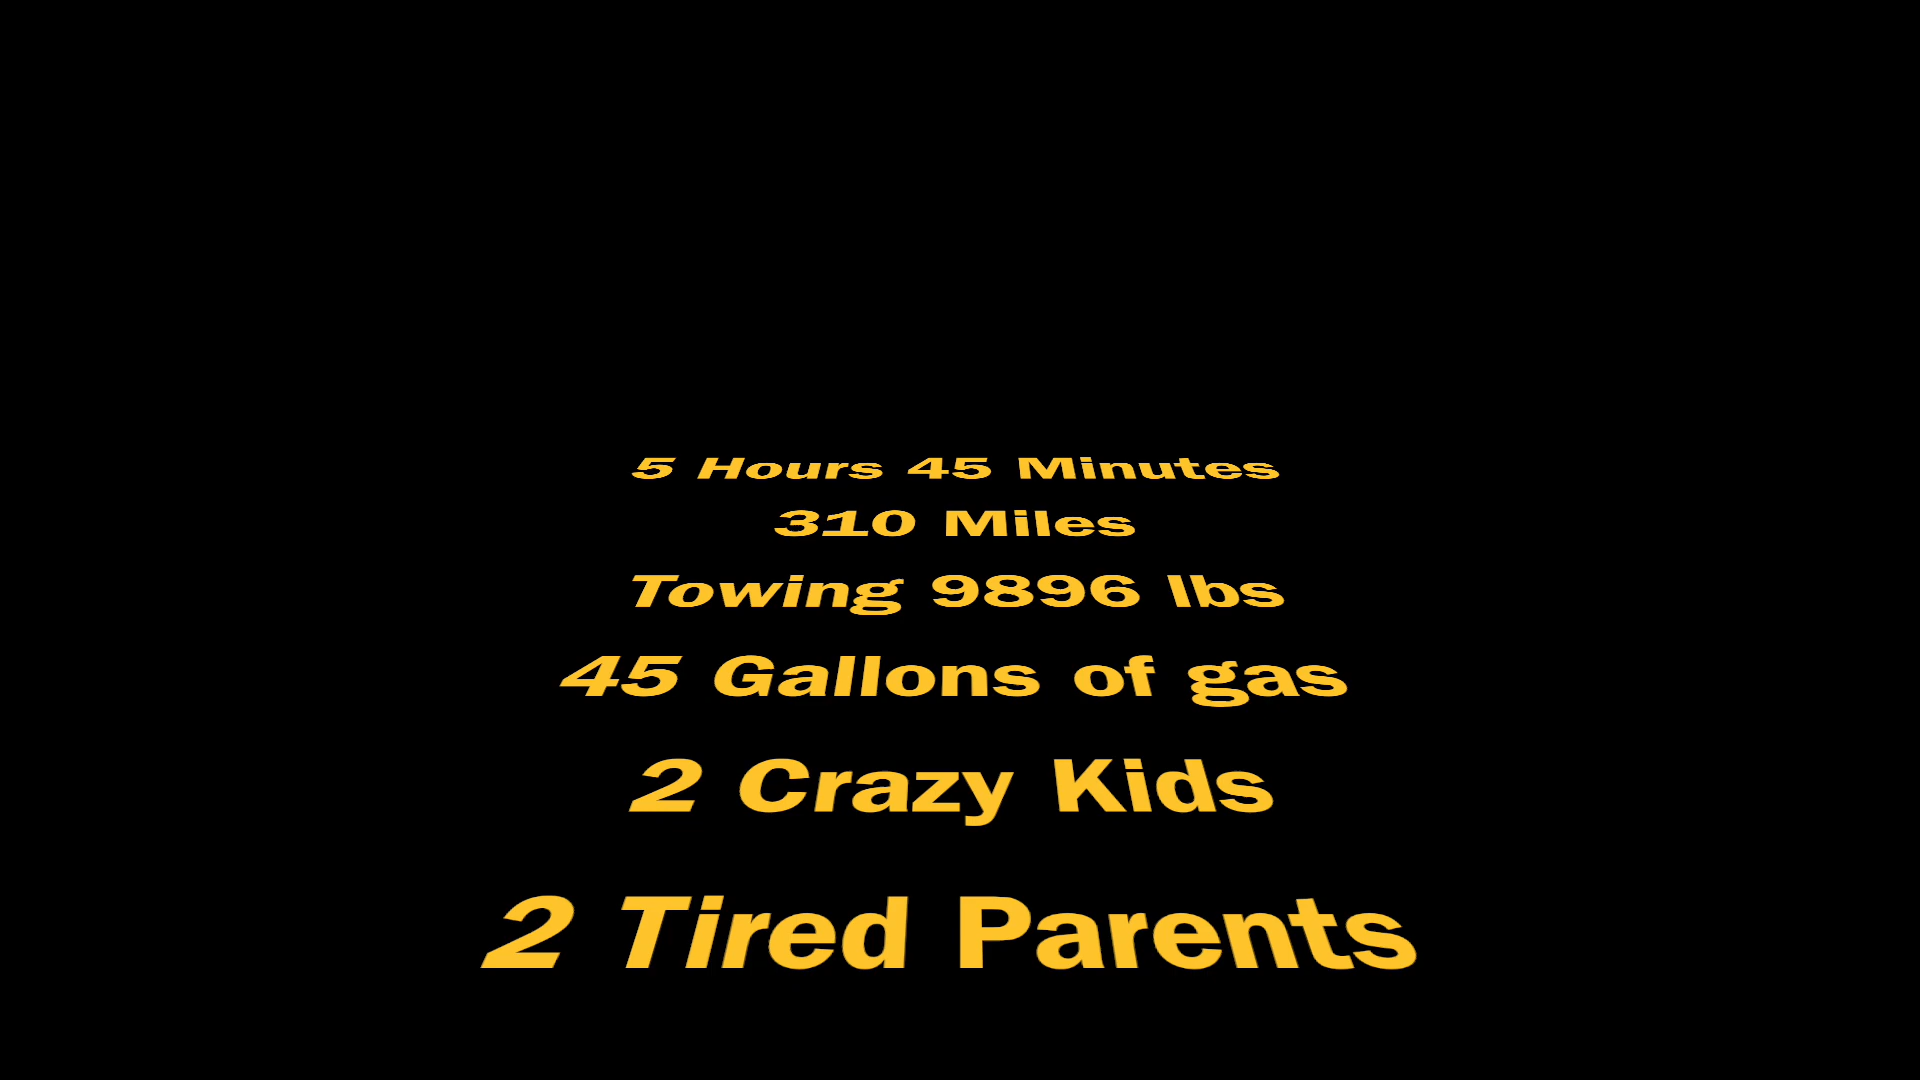 5 Hours 45 Minutes
310 Miles
Towing 9896 lbs
45 Gallons of gas
2 Crazy Kids
2 Tired Parents